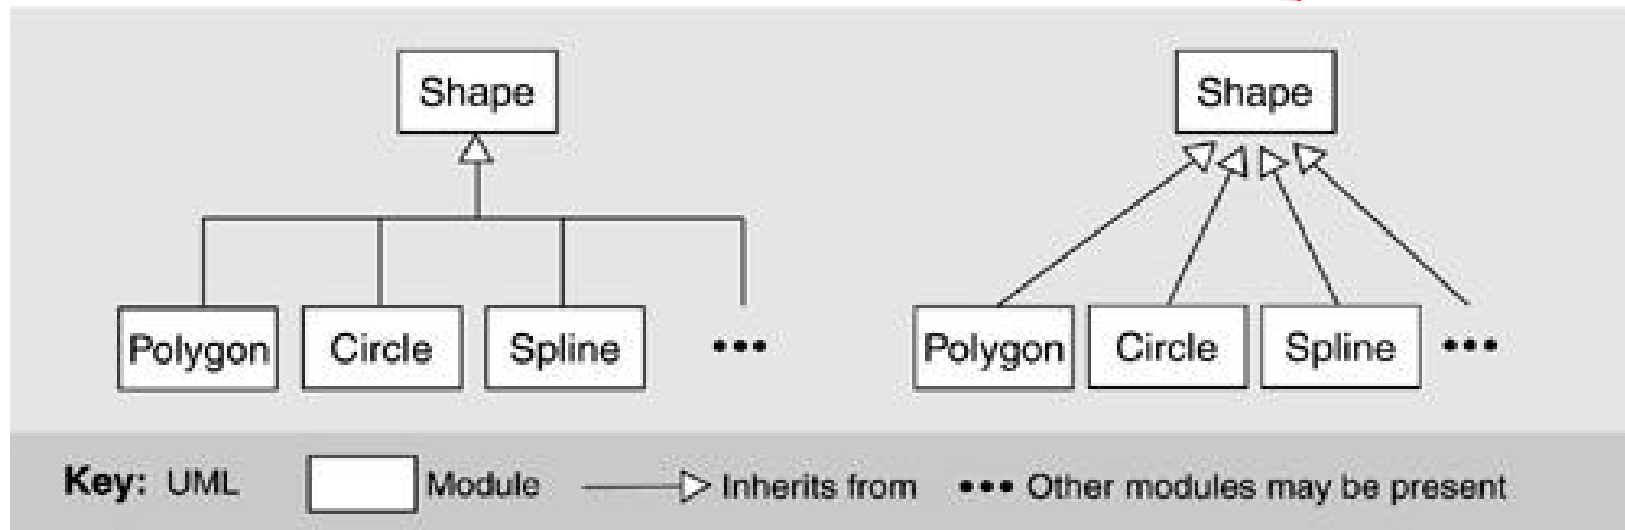 Shape
Shape
Polygon Circle Spline •••
Polygon Circle Spline •••
Key: UML Module Inherits from ••• Other modules may be present